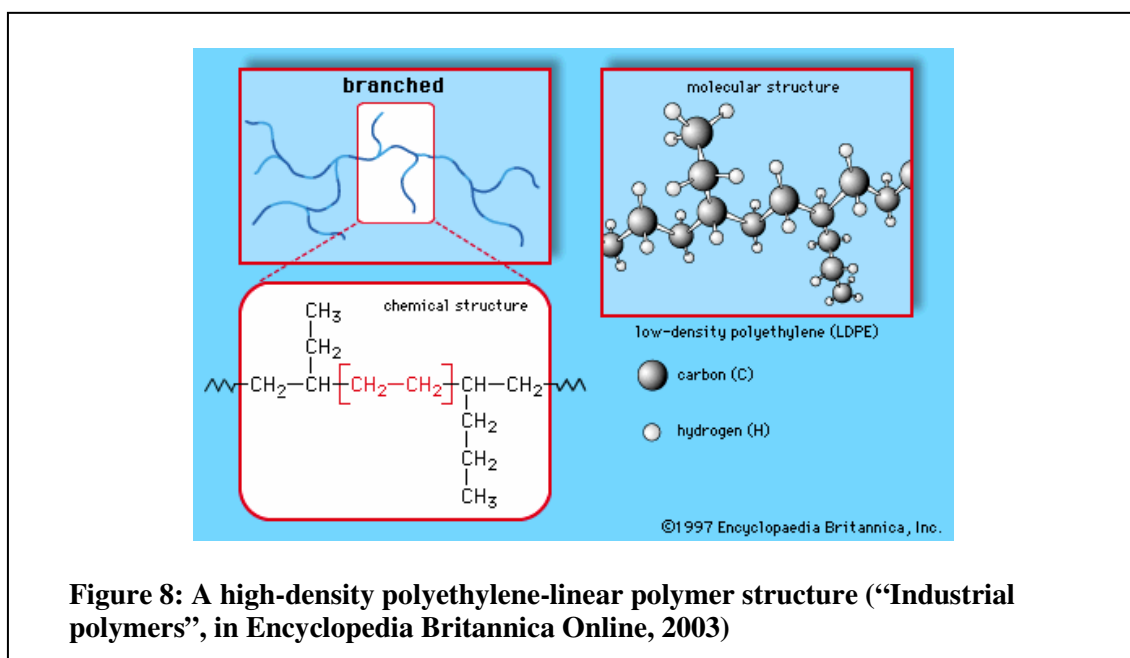 branched
molecular structure
chemical structure
CH3
CH2
CH2—CH[CH2—CH2]CH—CH2
CH2
CH2
CH3
low-density polyethylene (LDPE)
carbon (C)
hydrogen (H)
©1997 Encyclopaedia Britannica, Inc.
Figure 8: A high-density polyethylene-linear polymer structure (“Industrial
polymers”, in Encyclopedia Britannica Online, 2003)